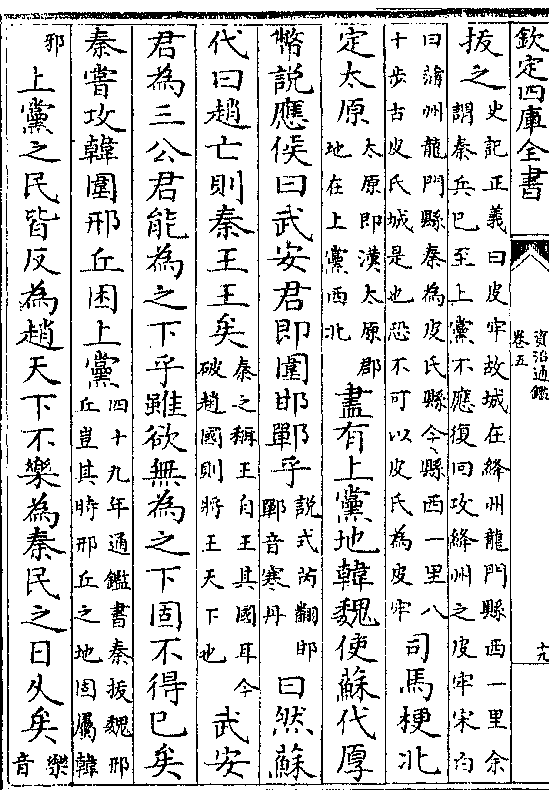 欽定四庫全書
資治通鑑
卷五
十九
拔之史記正義曰皮牢故城在絳州龍門縣西一里余
謂秦兵已至上黨不應復回攻絳州之皮牢宋白
曰蒲州龍門縣秦為皮氏縣今縣西一里八
十步古皮氏城是也恐不可以皮氏為皮牢司馬梗北
定太原太原即漢太原郡
地在上黨西北盡有上黨地韓魏使蘇代厚
幣說應侯曰武安君即圍邯鄲乎說式芮翻邯
鄲音寒丹曰然蘇
代曰趙亡則秦王王矣秦之稱王自王其國耳今
破趙國則將王天下也武安
君為三公君能為之下乎雖欲無為之下固不得已矣
秦嘗攻韓圍邢丘困上黨四十九年通鑑書秦拔魏邢
丘豈其時邢丘之地固屬韓
邪上黨之民皆反為趙天下不樂為秦民之日久矣樂
音